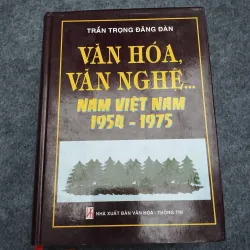 TRẦN TRỌNG ĐĂNG ĐÀN
VĂN HÓA,
VĂN NGHỆ...
NAM VIỆT NAM
1954 - 1975
NHÀ XUẤT BẢN VĂN HÓA - THÔNG TIN